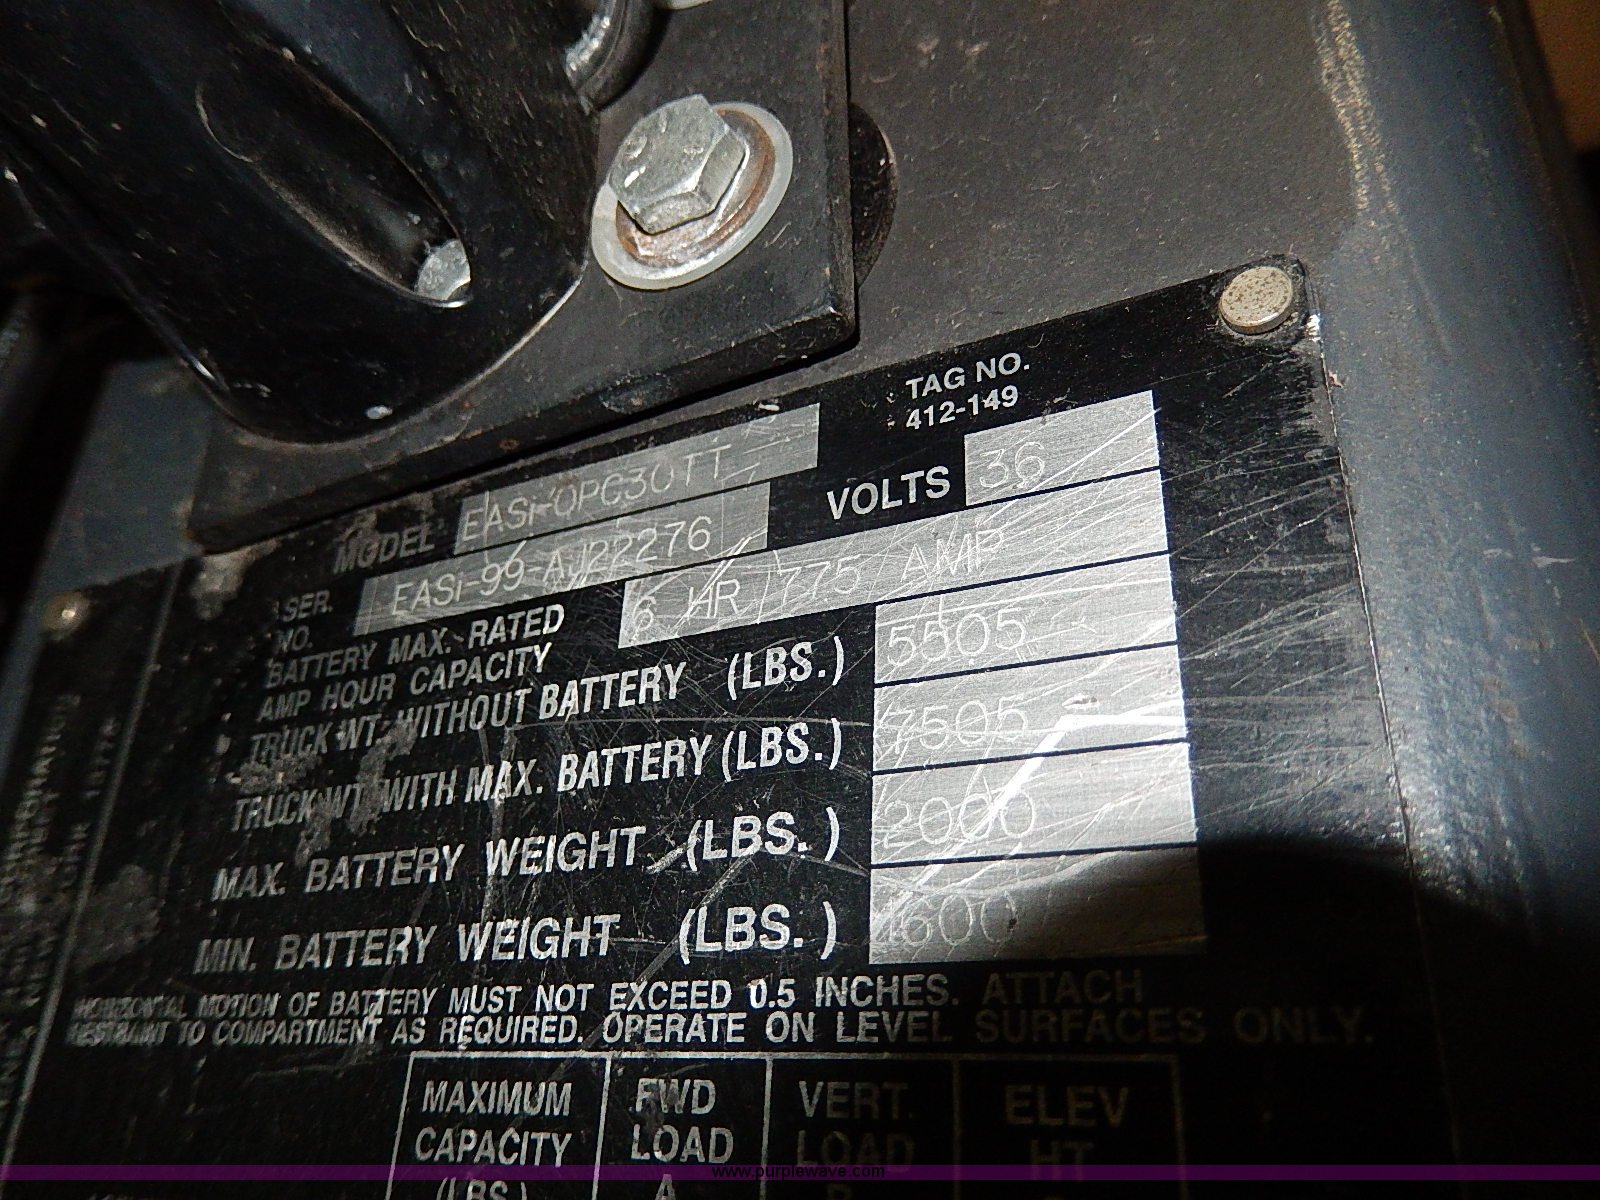 TAG NO.
412-149
MODEL EASi-OPC30TT
VOLTS 36
SER. NO. EASi-99-AJ22276
BATTERY MAX. RATED
AMP HOUR CAPACITY 6 HR 775 AMP
TRUCK WT. WITHOUT BATTERY (LBS.) 5505
TRUCK WT. WITH MAX. BATTERY (LBS.) 7505
MAX. BATTERY WEIGHT (LBS.) 2000
MIN. BATTERY WEIGHT (LBS.) 1600
HORIZONTAL MOTION OF BATTERY MUST NOT EXCEED 0.5 INCHES. ATTACH
RESTRAINT TO COMPARTMENT AS REQUIRED. OPERATE ON LEVEL SURFACES ONLY.
MAXIMUM CAPACITY (LBS.)
FWD LOAD A
VERT. LOAD B
ELEV HT
www.purplewave.com